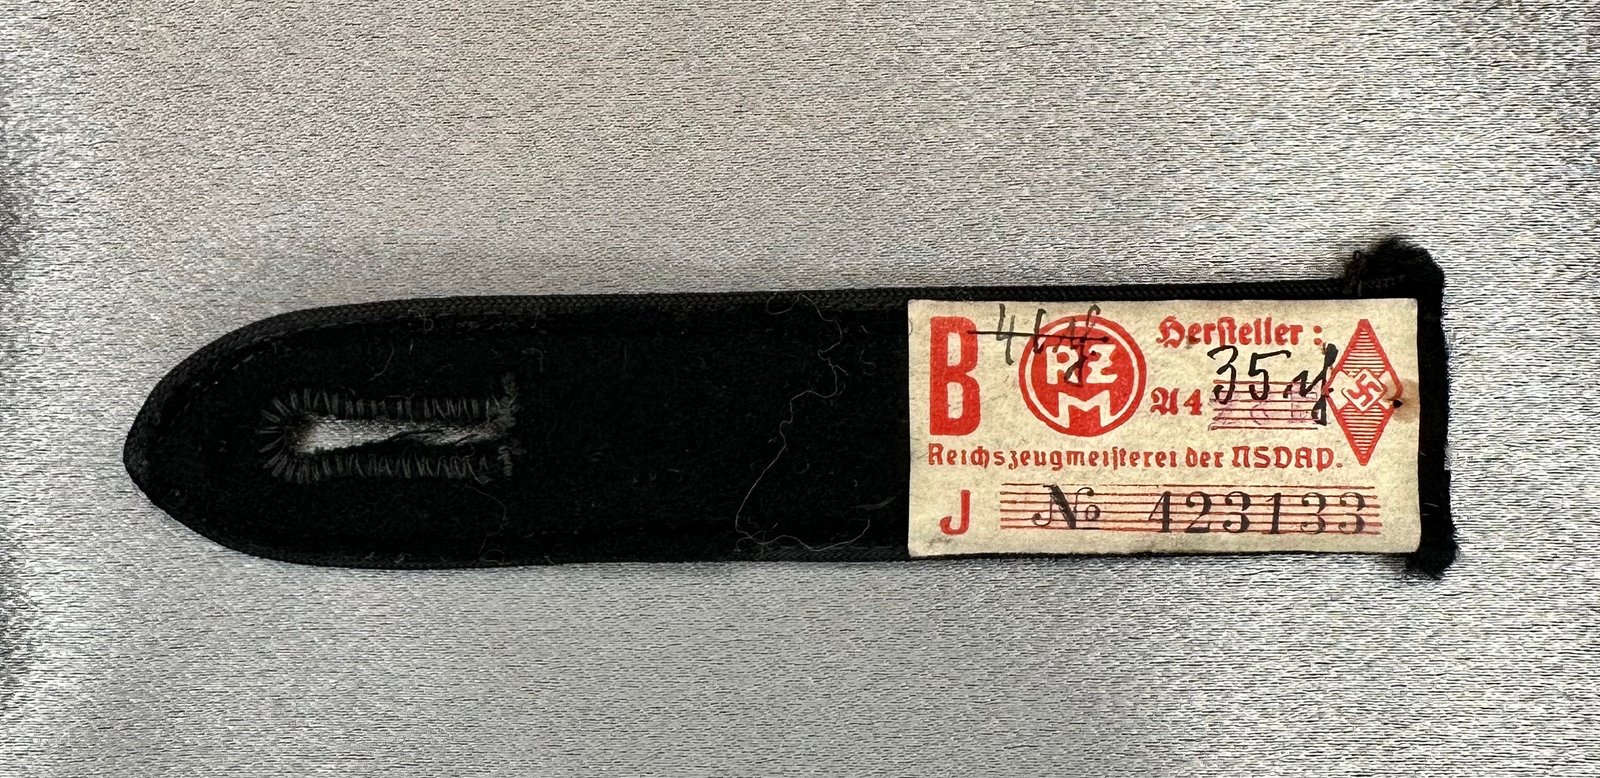 B RZM Hersteller:
A4 35
Reichszeugmeisterei der NSDAP.
J No 423133